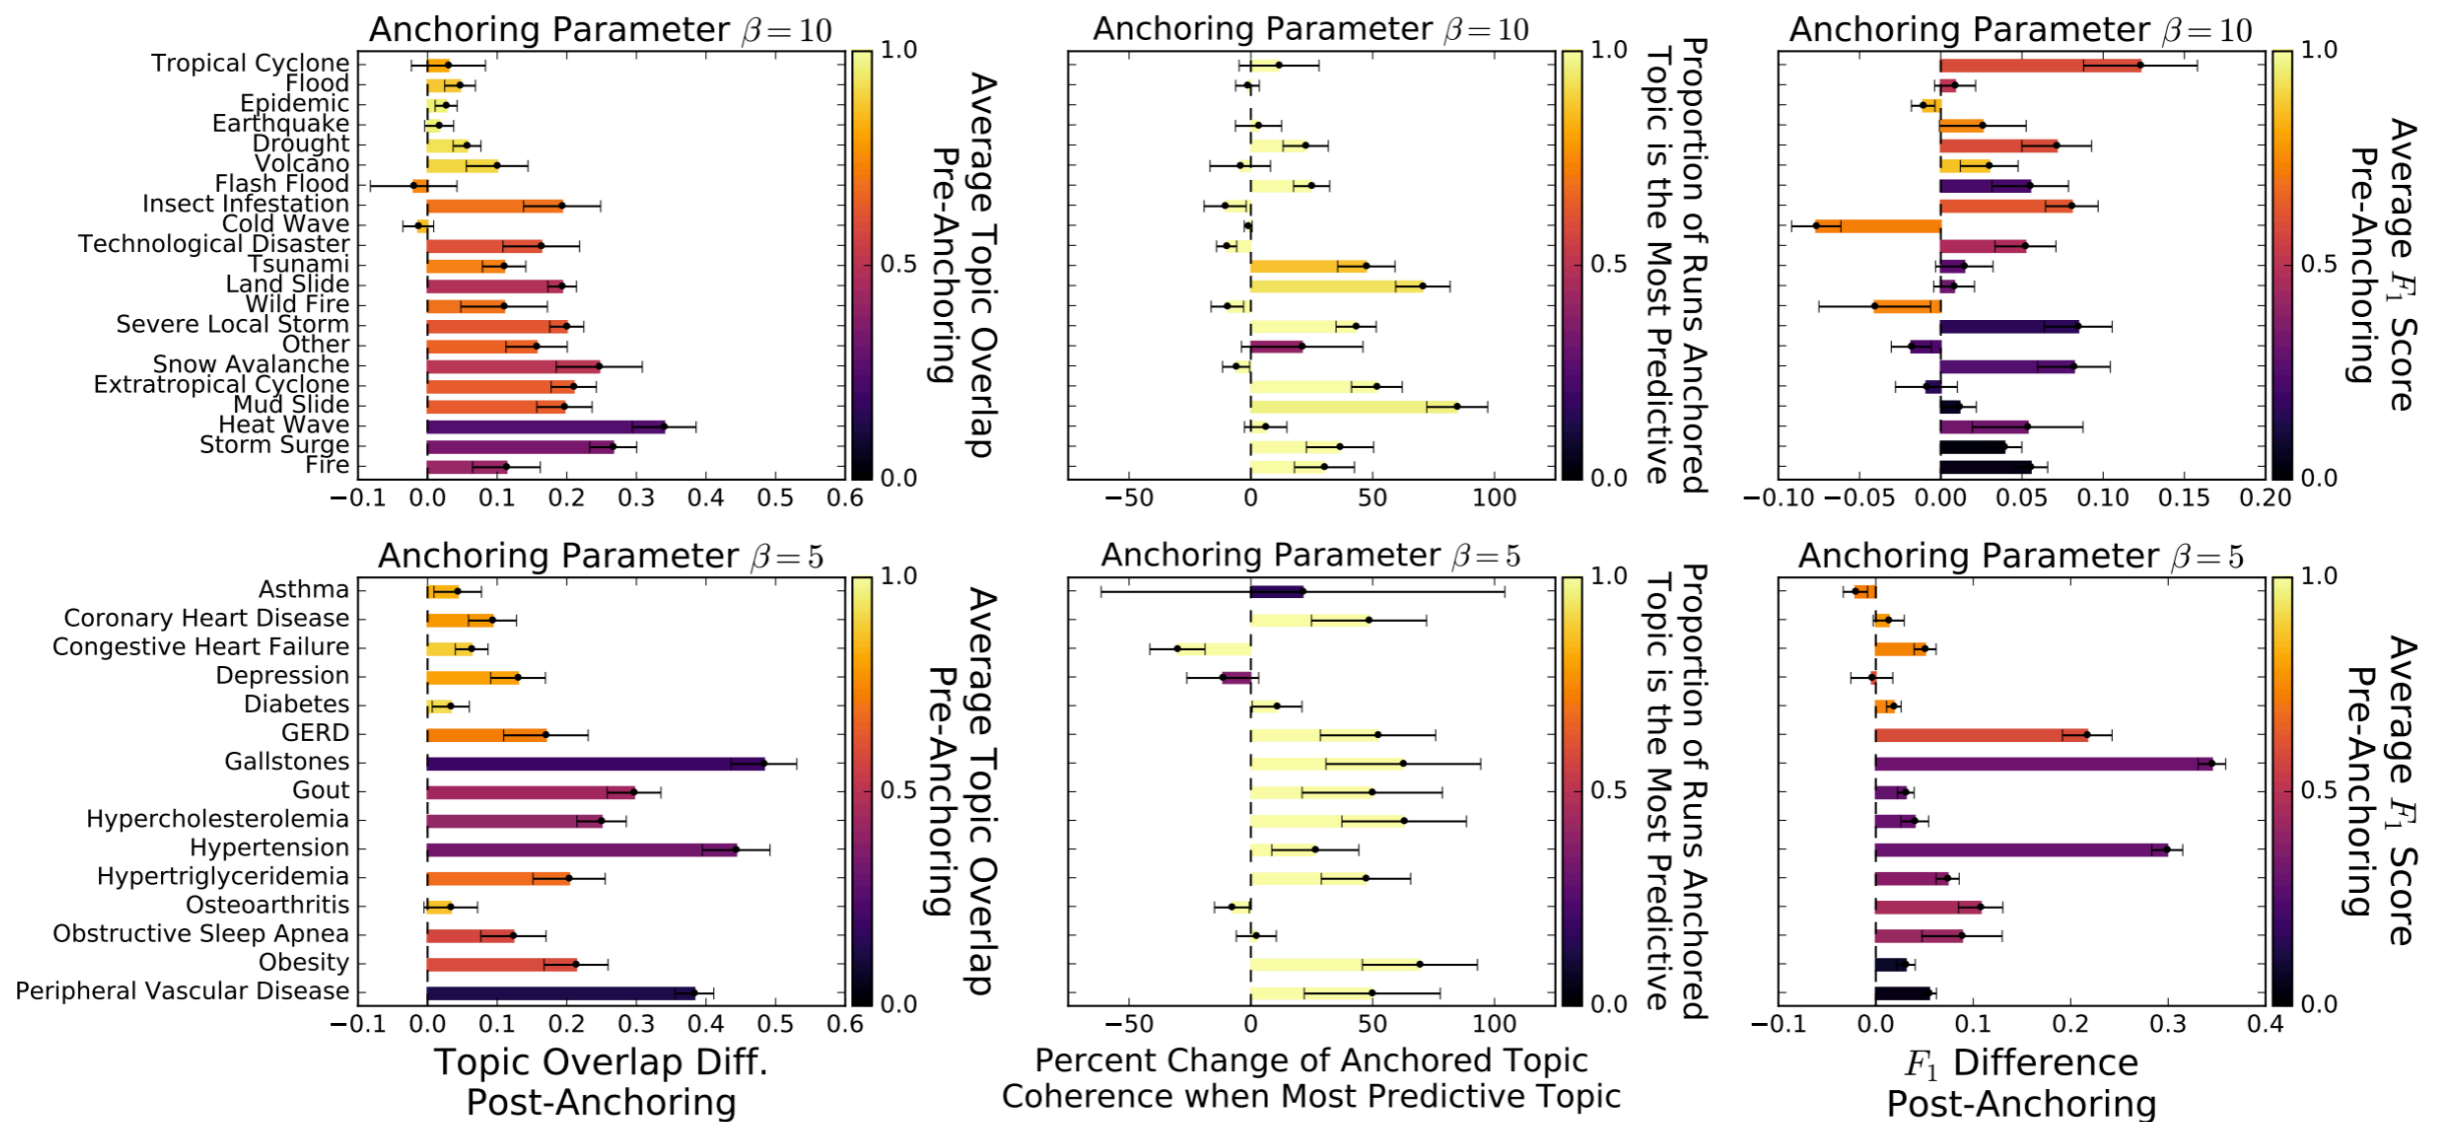 Anchoring Parameter β = 10
Tropical Cyclone
Flood
Epidemic
Earthquake
Drought
Volcano
Flash Flood
Insect Infestation
Cold Wave
Technological Disaster
Tsunami
Land Slide
Wild Fire
Severe Local Storm
Other
Snow Avalanche
Extratropical Cyclone
Mud Slide
Heat Wave
Storm Surge
Fire
−0.1 0.0 0.1 0.2 0.3 0.4 0.5 0.6
1.0
0.5
0.0
Average Topic Overlap
Pre-Anchoring
Anchoring Parameter β = 10
−50 0 50 100
1.0
0.5
0.0
Proportion of Runs Anchored
Topic is the Most Predictive
Anchoring Parameter β = 10
−0.10 −0.05 0.00 0.05 0.10 0.15 0.20
1.0
0.5
0.0
Average F1 Score
Pre-Anchoring
Anchoring Parameter β = 5
Asthma
Coronary Heart Disease
Congestive Heart Failure
Depression
Diabetes
GERD
Gallstones
Gout
Hypercholesterolemia
Hypertension
Hypertriglyceridemia
Osteoarthritis
Obstructive Sleep Apnea
Obesity
Peripheral Vascular Disease
−0.1 0.0 0.1 0.2 0.3 0.4 0.5 0.6
Topic Overlap Diff.
Post-Anchoring
1.0
0.5
0.0
Average Topic Overlap
Pre-Anchoring
Anchoring Parameter β = 5
−50 0 50 100
Percent Change of Anchored Topic
Coherence when Most Predictive Topic
1.0
0.5
0.0
Proportion of Runs Anchored
Topic is the Most Predictive
Anchoring Parameter β = 5
−0.1 0.0 0.1 0.2 0.3 0.4
F1 Difference
Post-Anchoring
1.0
0.5
0.0
Average F1 Score
Pre-Anchoring